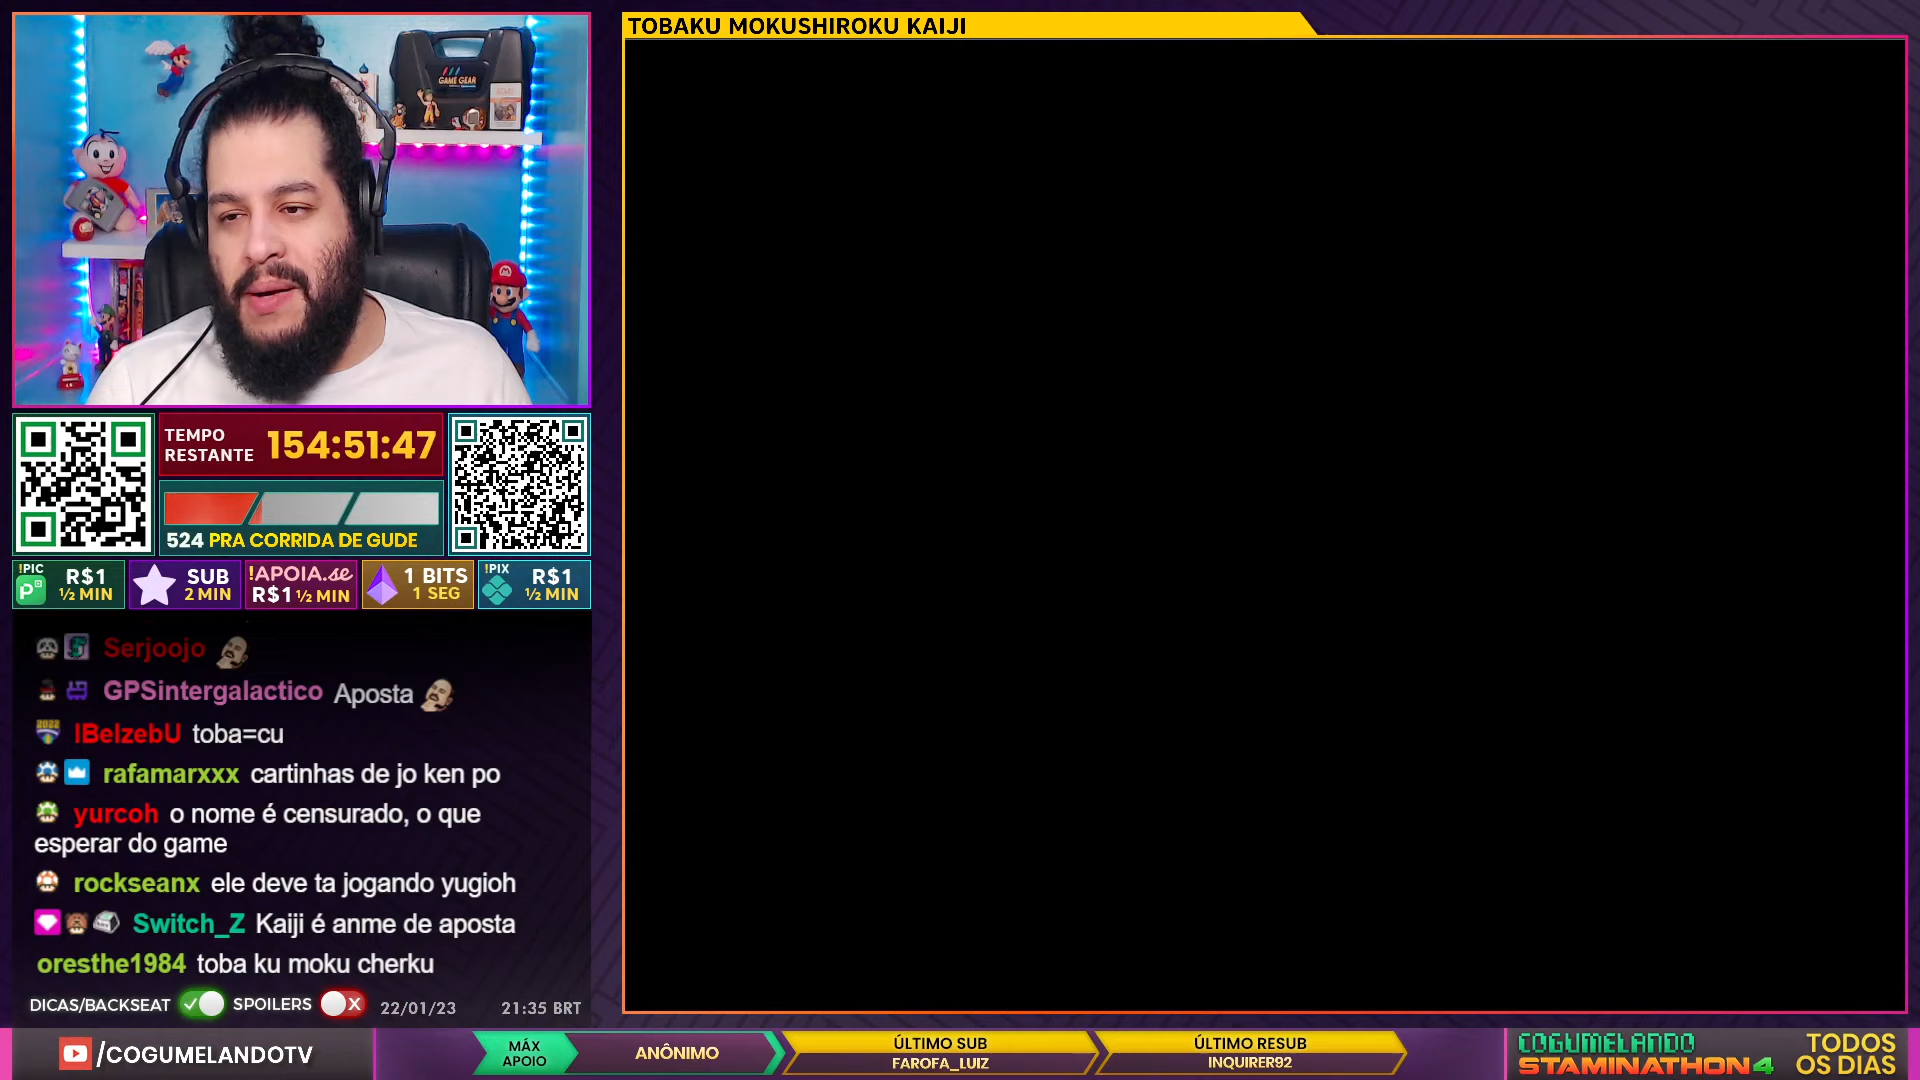 TOBAKU MOKUSHIROKU KAIJI
GAME GEAR
TEMPO
RESTANTE
154:51:47
524 PRA CORRIDA DE GUDE
!PIC
R$1
½ MIN
SUB
2 MIN
!APOIA.se
R$1 ½ MIN
1 BITS
1 SEG
!PIX
R$1
½ MIN
Serjoojo
GPSintergalactico Aposta
IBelzebU toba=cu
rafamarxxx cartinhas de jo ken po
yurcoh o nome é censurado, o que
esperar do game
rockseanx ele deve ta jogando yugioh
Switch_Z Kaiji é anme de aposta
oresthe1984 toba ku moku cherku
DICAS/BACKSEAT SPOILERS X 22/01/23 21:35 BRT
/COGUMELANDOTV
MÁX
APOIO
ANÔNIMO
ÚLTIMO SUB
FAROFA_LUIZ
ÚLTIMO RESUB
INQUIRER92
COGUMELANDO
STAMINATHON 4
TODOS
OS DIAS